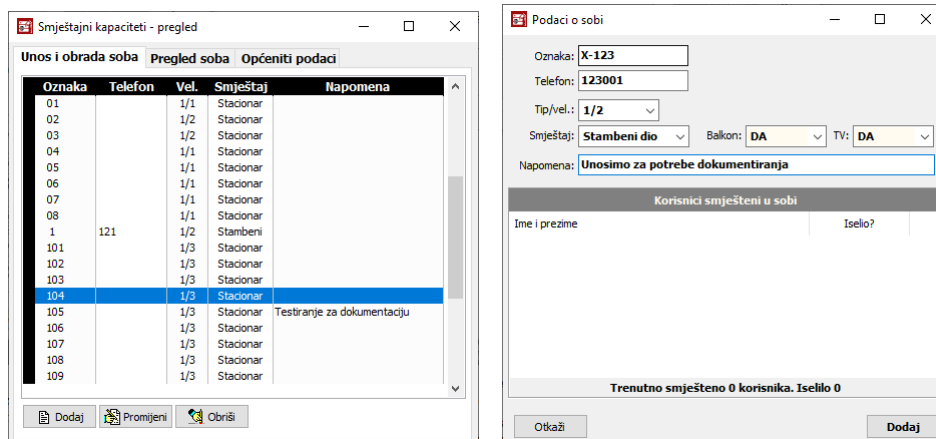 Smještajni kapaciteti - pregled
Unos i obrada soba Pregled soba Općeniti podaci
Oznaka Telefon Vel. Smještaj Napomena
01 1/1 Stacionar
02 1/2 Stacionar
03 1/2 Stacionar
04 1/1 Stacionar
05 1/1 Stacionar
06 1/1 Stacionar
07 1/1 Stacionar
08 1/1 Stacionar
1 121 1/2 Stambeni
101 1/3 Stacionar
102 1/3 Stacionar
103 1/3 Stacionar
104 1/3 Stacionar
105 1/3 Stacionar Testiranje za dokumentaciju
106 1/3 Stacionar
107 1/3 Stacionar
108 1/3 Stacionar
109 1/3 Stacionar
Dodaj Promijeni Obriši
Podaci o sobi
Oznaka: X-123
Telefon: 123001
Tip/vel.: 1/2
Smještaj: Stambeni dio Balkon: DA TV: DA
Napomena: Unosimo za potrebe dokumentiranja
Korisnici smješteni u sobi
Ime i prezime Iselio?
Trenutno smješteno 0 korisnika. Iselilo 0
Otkaži Dodaj